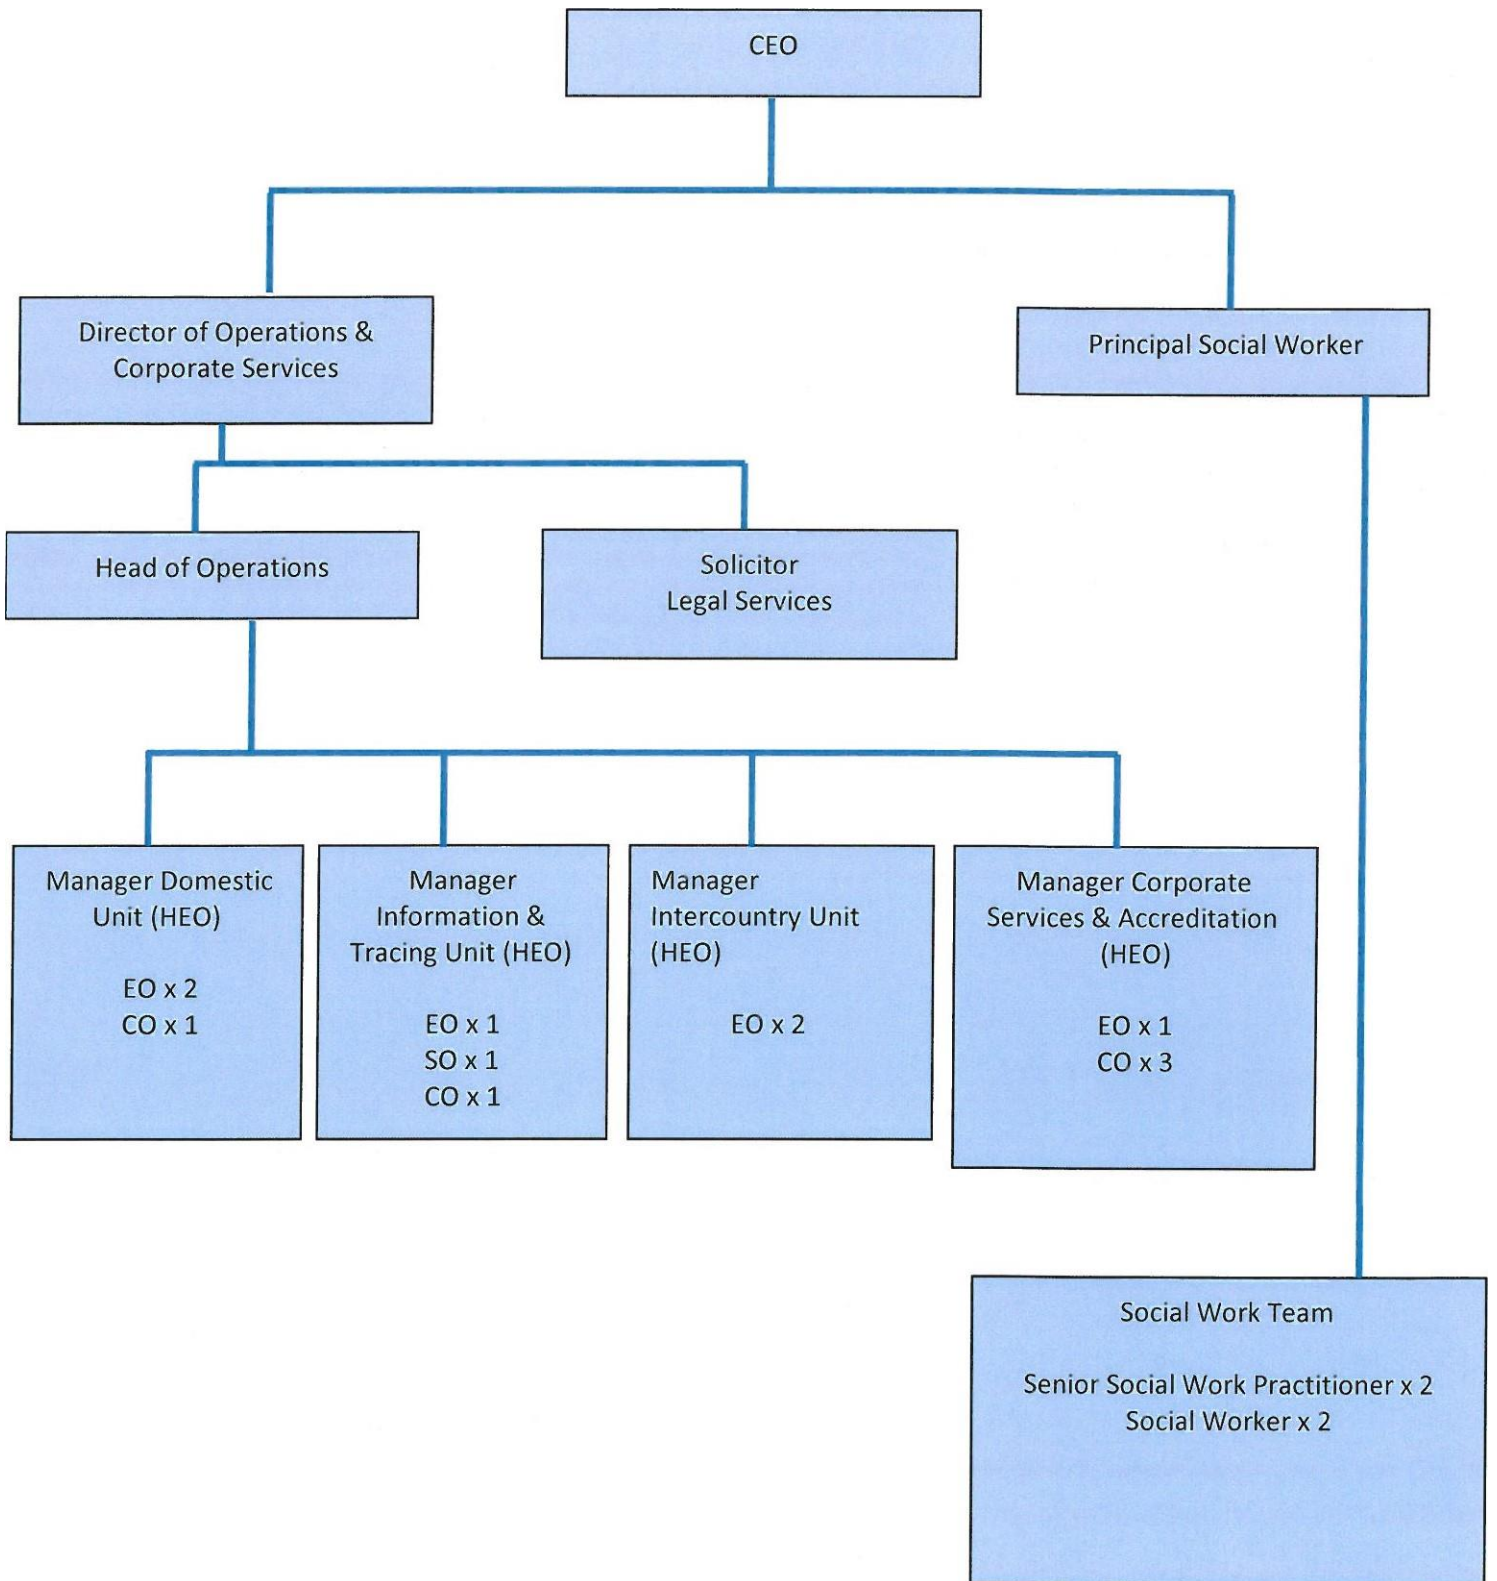 CEO
Director of Operations &
Corporate Services
Principal Social Worker
Head of Operations
Solicitor
Legal Services
Manager Domestic
Unit (HEO)
EO x 2
CO x 1
Manager
Information &
Tracing Unit (HEO)
EO x 1
SO x 1
CO x 1
Manager
Intercountry Unit
(HEO)
EO x 2
Manager Corporate
Services & Accreditation
(HEO)
EO x 1
CO x 3
Social Work Team
Senior Social Work Practitioner x 2
Social Worker x 2